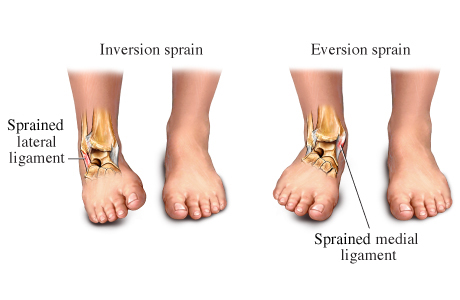 Inversion sprain
Eversion sprain
Sprained
lateral
ligament
Sprained medial
ligament